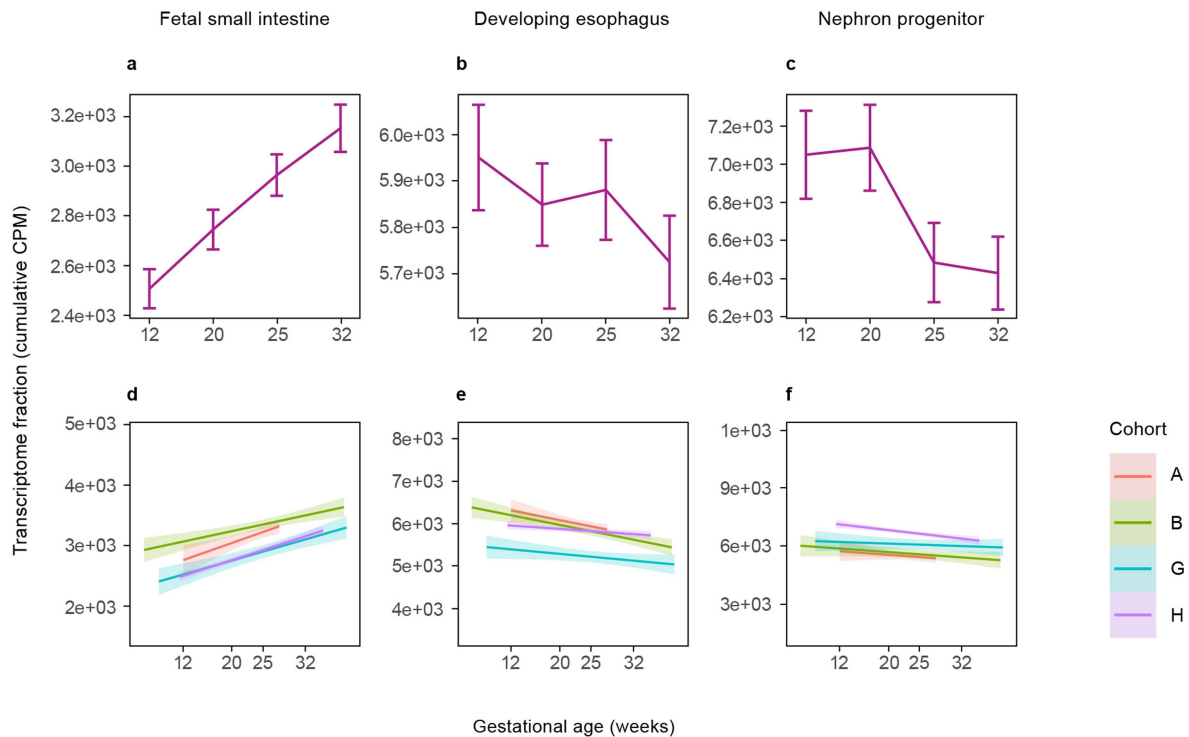 Fetal small intestine
Developing esophagus
Nephron progenitor
a
b
c
Transcriptome fraction (cumulative CPM)
3.2e+03
3.0e+03
2.8e+03
2.6e+03
2.4e+03
12 20 25 32
6.0e+03
5.9e+03
5.8e+03
5.7e+03
12 20 25 32
7.2e+03
7.0e+03
6.8e+03
6.6e+03
6.4e+03
6.2e+03
12 20 25 32
d
e
f
5e+03
4e+03
3e+03
2e+03
12 20 25 32
8e+03
7e+03
6e+03
5e+03
4e+03
12 20 25 32
1e+03
9e+03
6e+03
3e+03
12 20 25 32
Cohort
A
B
G
H
Gestational age (weeks)